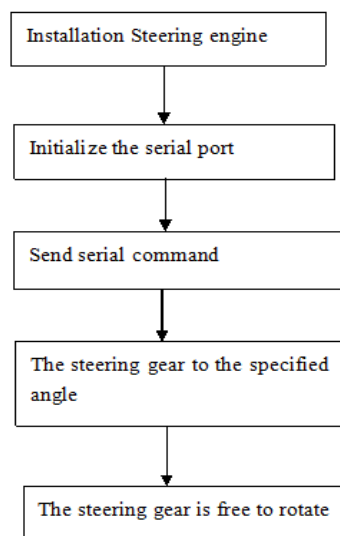 Installation Steering engine
Initialize the serial port
Send serial command
The steering gear to the specified
angle
The steering gear is free to rotate